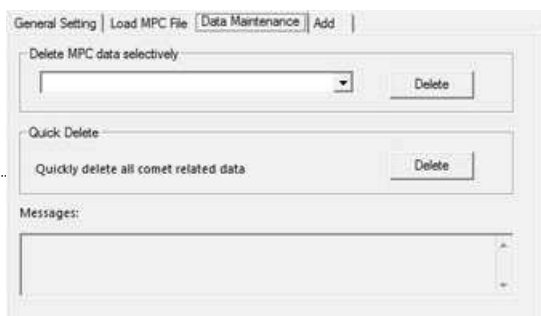 General Setting | Load MPC File | Data Maintenance | Add |
Delete MPC data selectively
Delete
Quick Delete
Quickly delete all comet related data
Delete
Messages: